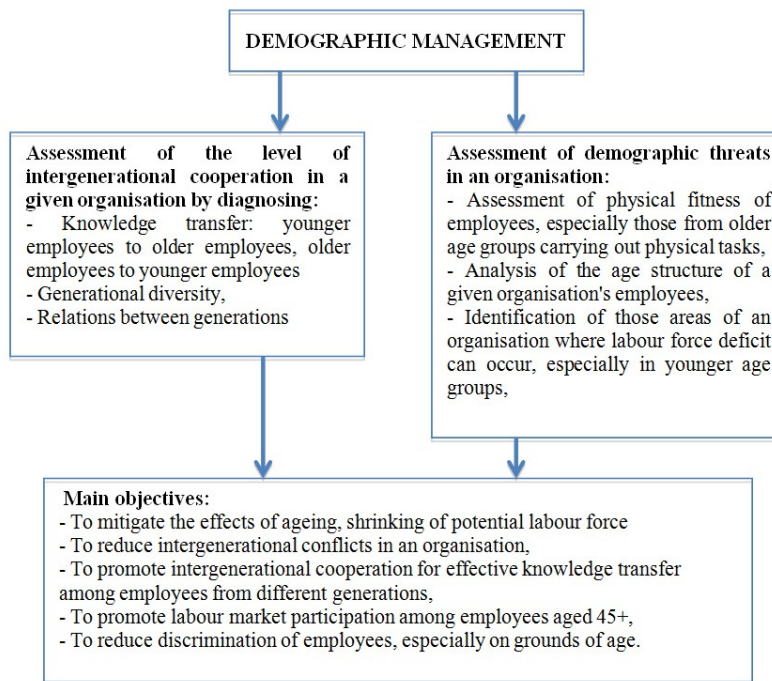 DEMOGRAPHIC MANAGEMENT
Assessment of the level of
intergenerational cooperation in a
given organisation by diagnosing:
- Knowledge transfer: younger
employees to older employees, older
employees to younger employees
- Generational diversity,
- Relations between generations
Assessment of demographic threats
in an organisation:
- Assessment of physical fitness of
employees, especially those from older
age groups carrying out physical tasks,
- Analysis of the age structure of a
given organisation's employees,
- Identification of those areas of an
organisation where labour force deficit
can occur, especially in younger age
groups,
Main objectives:
- To mitigate the effects of ageing, shrinking of potential labour force
- To reduce intergenerational conflicts in an organisation,
- To promote intergenerational cooperation for effective knowledge transfer
among employees from different generations,
- To promote labour market participation among employees aged 45+,
- To reduce discrimination of employees, especially on grounds of age.